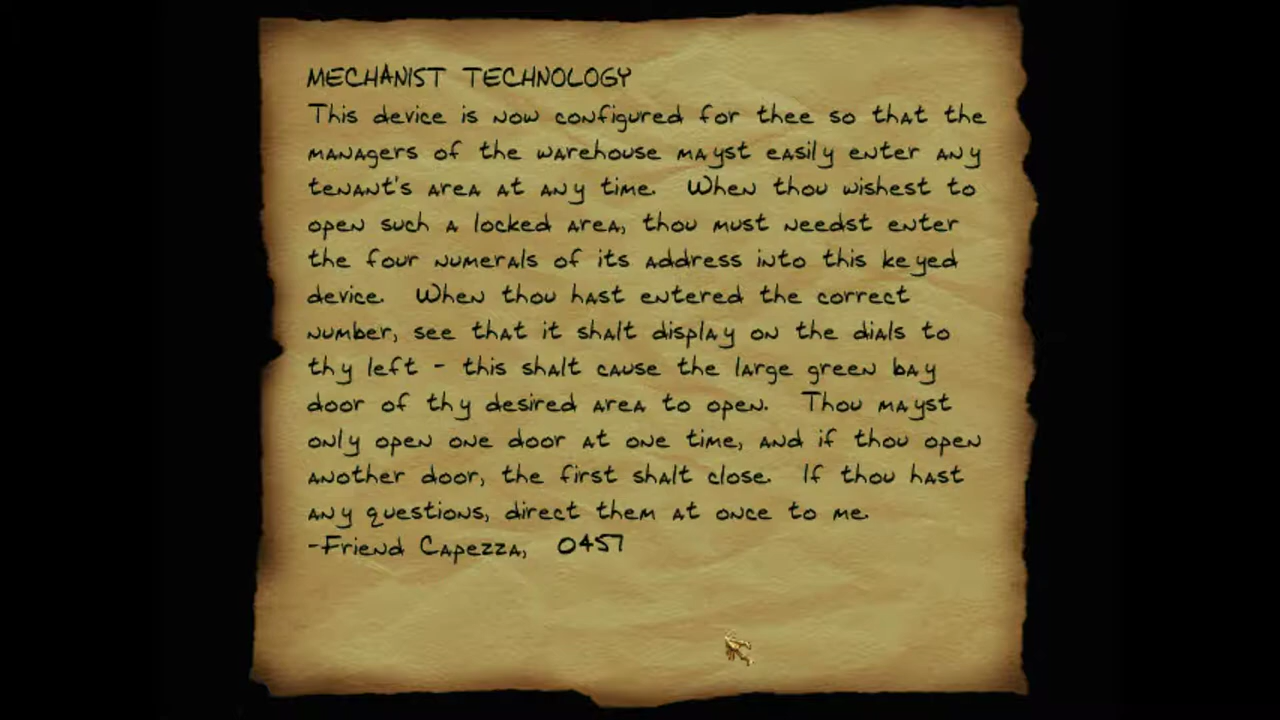 MECHANIST TECHNOLOGY
This device is now configured for thee so that the
managers of the warehouse mayst easily enter any
tenant's area at any time. When thou wishest to
open such a locked area, thou must needst enter
the four numerals of its address into this keyed
device. When thou hast entered the correct
number, see that it shalt display on the dials to
thy left - this shalt cause the large green bay
door of thy desired area to open. Thou mayst
only open one door at one time, and if thou open
another door, the first shalt close. If thou hast
any questions, direct them at once to me.
-Friend Capezza, 0457